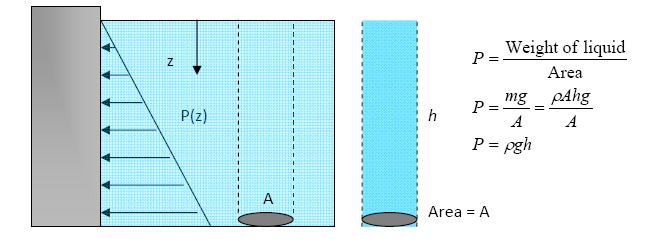 z
P(z)
A
h
Area = A
P = Weight of liquid / Area
P = mg / A = ρAhg / A
P = ρgh